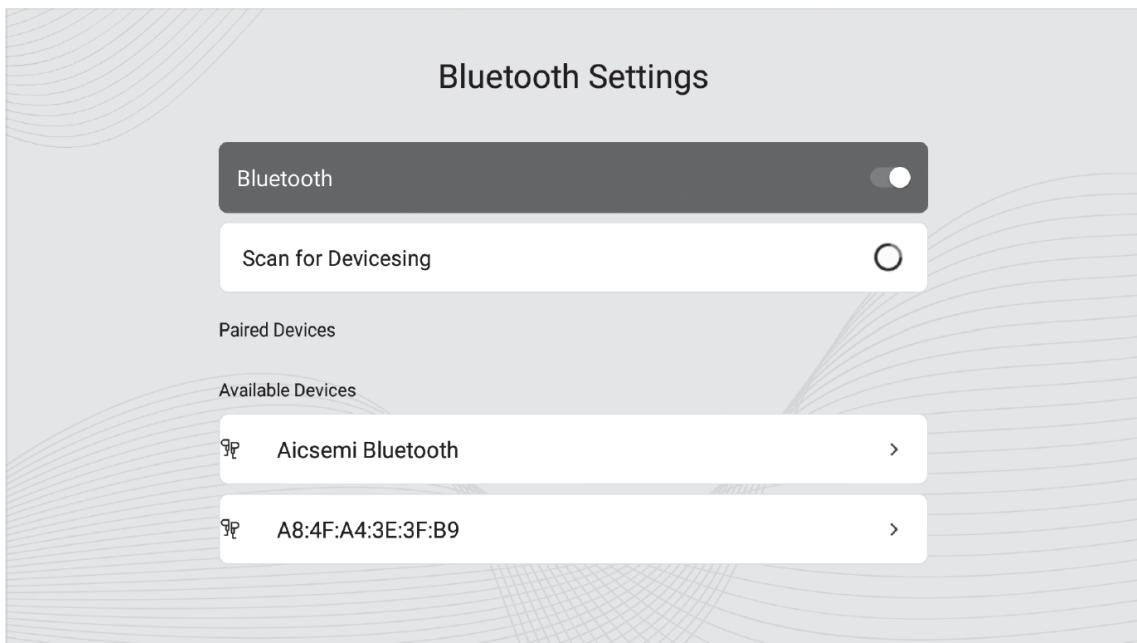 Bluetooth Settings
Bluetooth
Scan for Devicesing
Paired Devices
Available Devices
Aicsemi Bluetooth
A8:4F:A4:3E:3F:B9